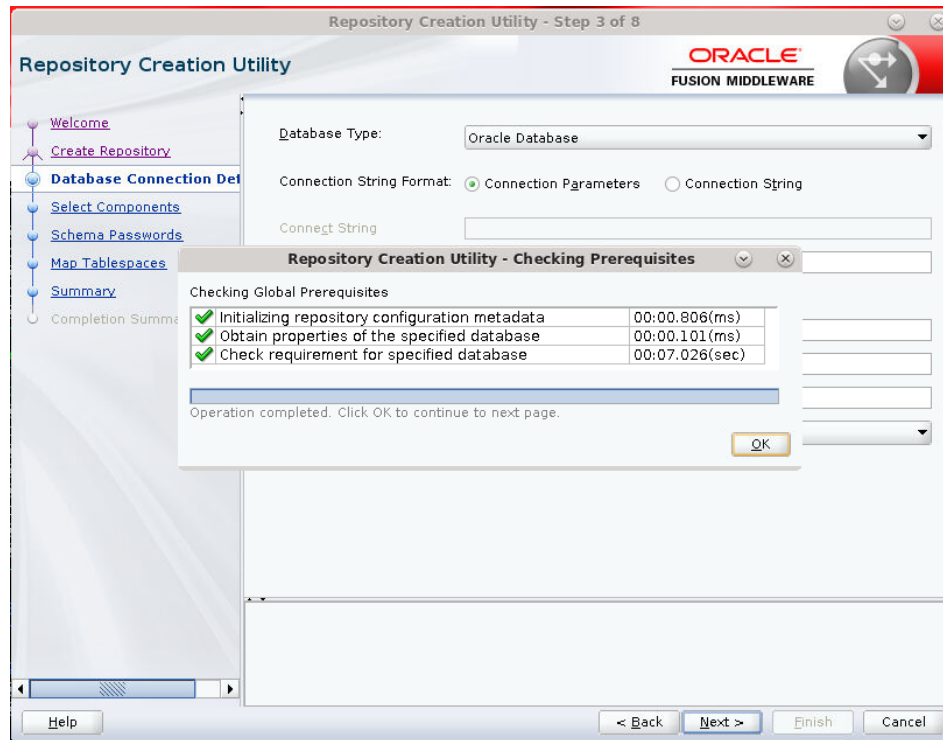 Repository Creation Utility - Step 3 of 8
Repository Creation Utility
ORACLE
FUSION MIDDLEWARE
Welcome
Create Repository
Database Connection Det
Select Components
Schema Passwords
Map Tablespaces
Summary
Completion Summa
Database Type:
Oracle Database
Connection String Format:
Connection Parameters
Connection String
Connect String
Repository Creation Utility - Checking Prerequisites
Checking Global Prerequisites
Initializing repository configuration metadata 00:00.806(ms)
Obtain properties of the specified database 00:00.101(ms)
Check requirement for specified database 00:07.026(sec)
Operation completed. Click OK to continue to next page.
OK
Help
< Back
Next >
Finish
Cancel